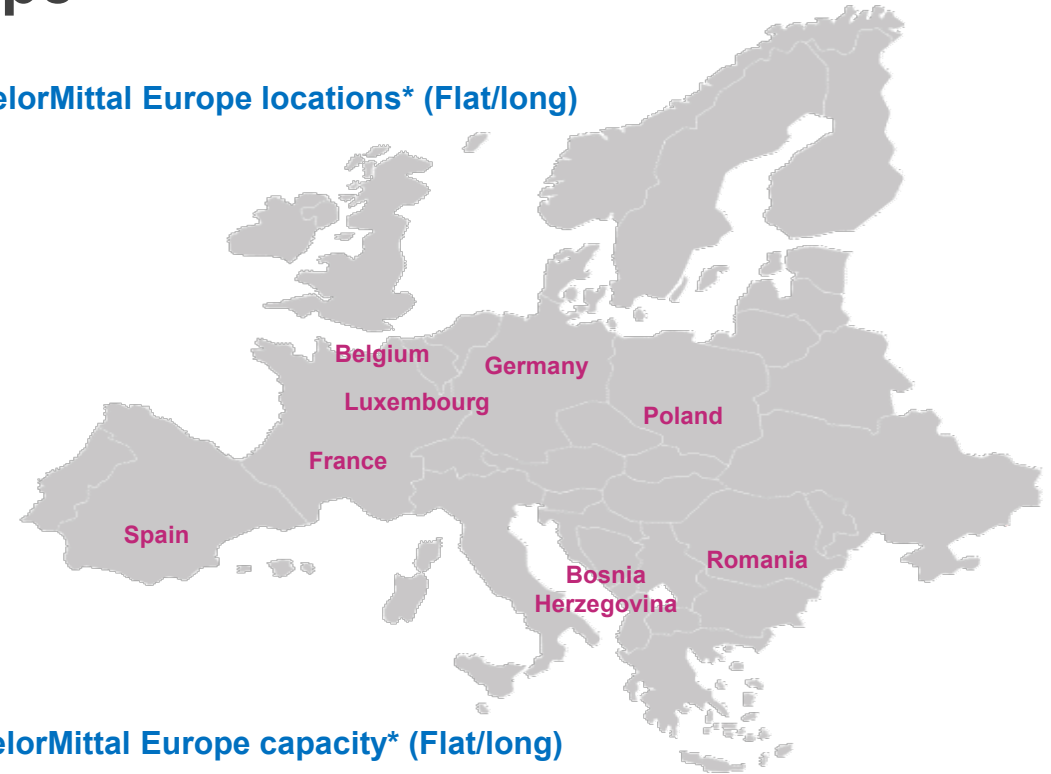 elorMittal Europe locations* (Flat/long)
Belgium
Germany
Luxembourg
Poland
France
Spain
Romania
Bosnia
Herzegovina
elorMittal Europe capacity* (Flat/long)